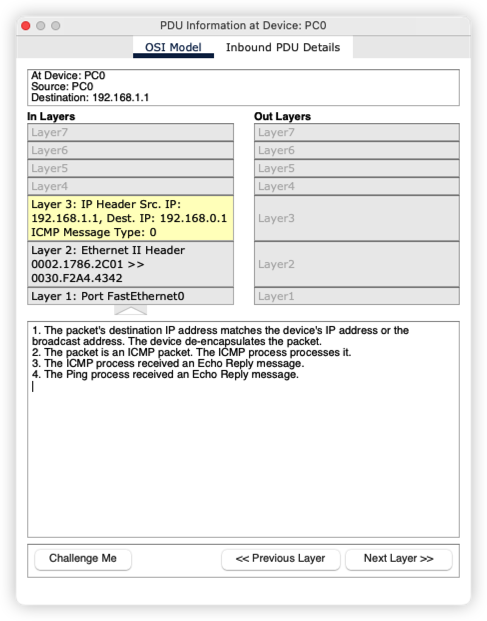 PDU Information at Device: PC0
OSI Model
Inbound PDU Details
At Device: PC0
Source: PC0
Destination: 192.168.1.1
In Layers
Layer7
Layer6
Layer5
Layer4
Layer 3: IP Header Src. IP:
192.168.1.1, Dest. IP: 192.168.0.1
ICMP Message Type: 0
Layer 2: Ethernet II Header
0002.1786.2C01 >>
0030.F2A4.4342
Layer 1: Port FastEthernet0
Out Layers
Layer7
Layer6
Layer5
Layer4
Layer3
Layer2
Layer1
1. The packet's destination IP address matches the device's IP address or the
broadcast address. The device de-encapsulates the packet.
2. The packet is an ICMP packet. The ICMP process processes it.
3. The ICMP process received an Echo Reply message.
4. The Ping process received an Echo Reply message.
Challenge Me
<< Previous Layer
Next Layer >>